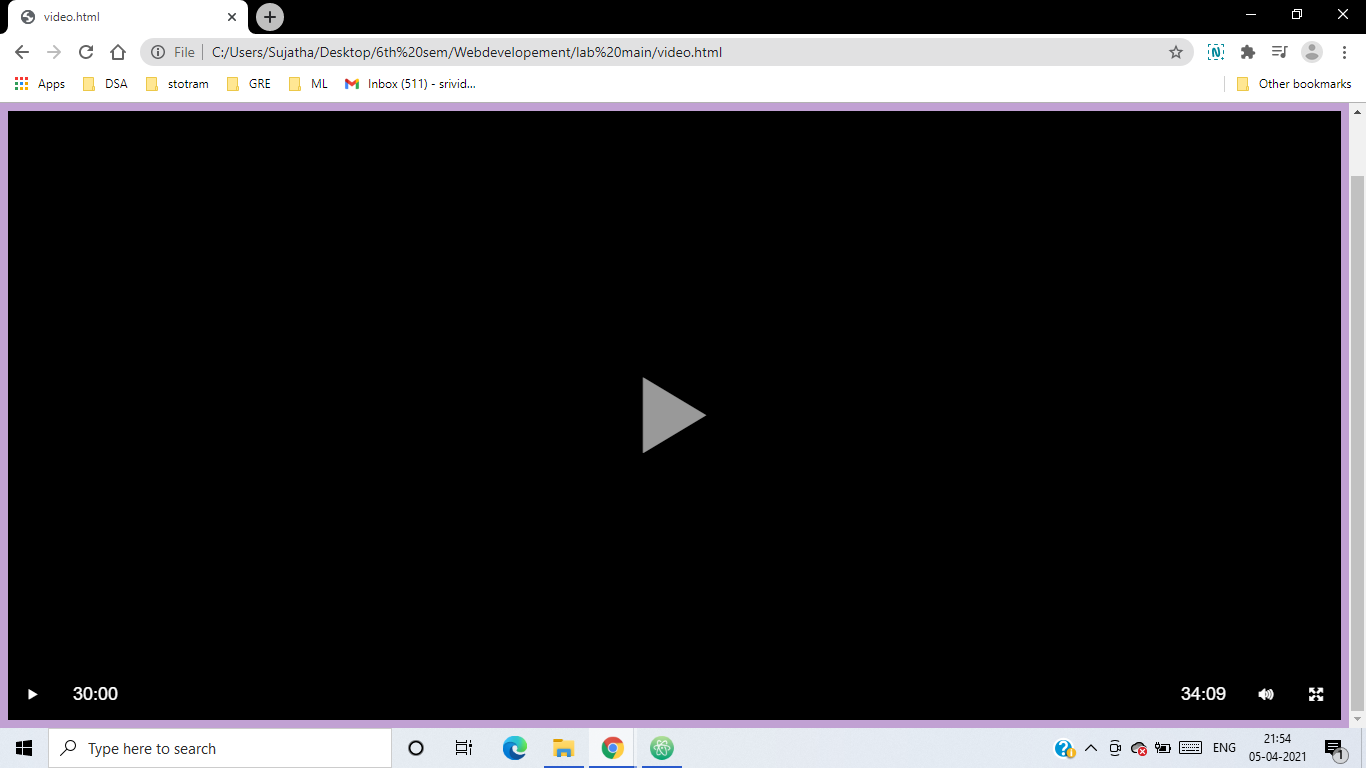 video.html
File
C:/Users/Sujatha/Desktop/6th%20sem/Webdevelopement/lab%20main/video.html
Apps
DSA
stotram
GRE
ML
Inbox (511) - srivid...
Other bookmarks
30:00
34:09
Type here to search
ENG
21:54
05-04-2021
1